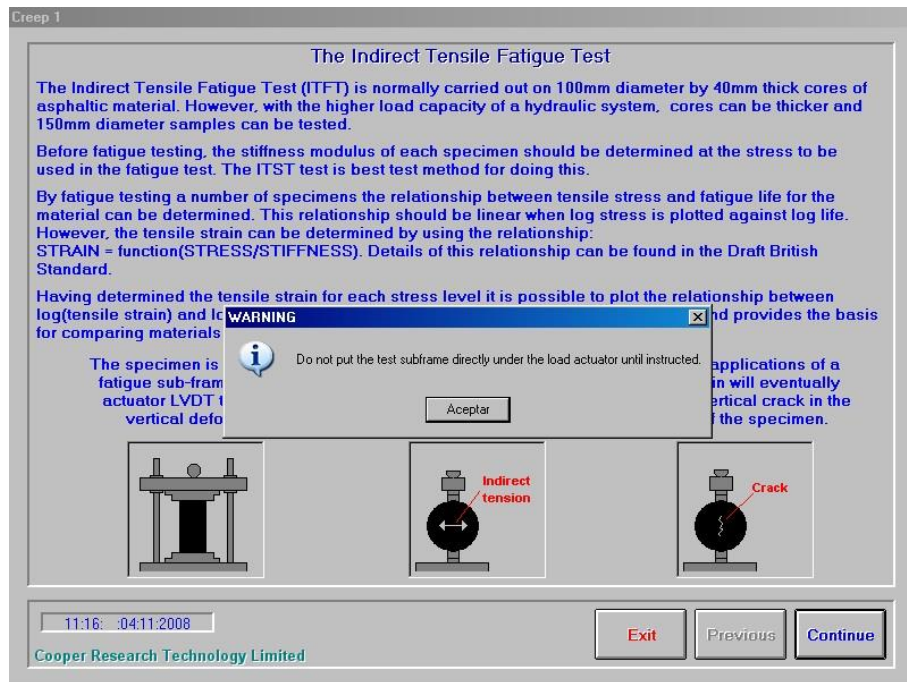 Creep 1
The Indirect Tensile Fatigue Test
The Indirect Tensile Fatigue Test (ITFT) is normally carried out on 100mm diameter by 40mm thick cores of
asphaltic material. However, with the higher load capacity of a hydraulic system, cores can be thicker and
150mm diameter samples can be tested.
Before fatigue testing, the stiffness modulus of each specimen should be determined at the stress to be
used in the fatigue test. The ITST test is best test method for doing this.
By fatigue testing a number of specimens the relationship between tensile stress and fatigue life for the
material can be determined. This relationship should be linear when log stress is plotted against log life.
However, the tensile strain can be determined by using the relationship:
STRAIN = function(STRESS/STIFFNESS). Details of this relationship can be found in the Draft British
Standard.
Having determined the tensile strain for each stress level it is possible to plot the relationship between
log(tensile strain) and nd provides the basis
for comparing materials
The specimen is applications of a
fatigue sub-fram in will eventually
actuator LVDT ertical crack in the
vertical defo the specimen.
WARNING
Do not put the test subframe directly under the load actuator until instructed.
Aceptar
Indirect
tension
Crack
11:16: :04:11:2008
Cooper Research Technology Limited
Exit
Previous
Continue